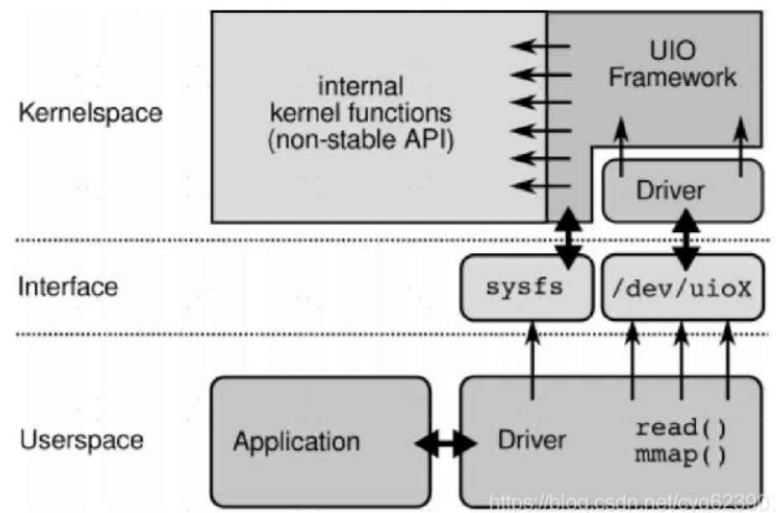 Kernelspace
internal
kernel functions
(non-stable API)
UIO
Framework
Driver
Interface
sysfs
/dev/uioX
Userspace
Application
Driver
read()
mmap()